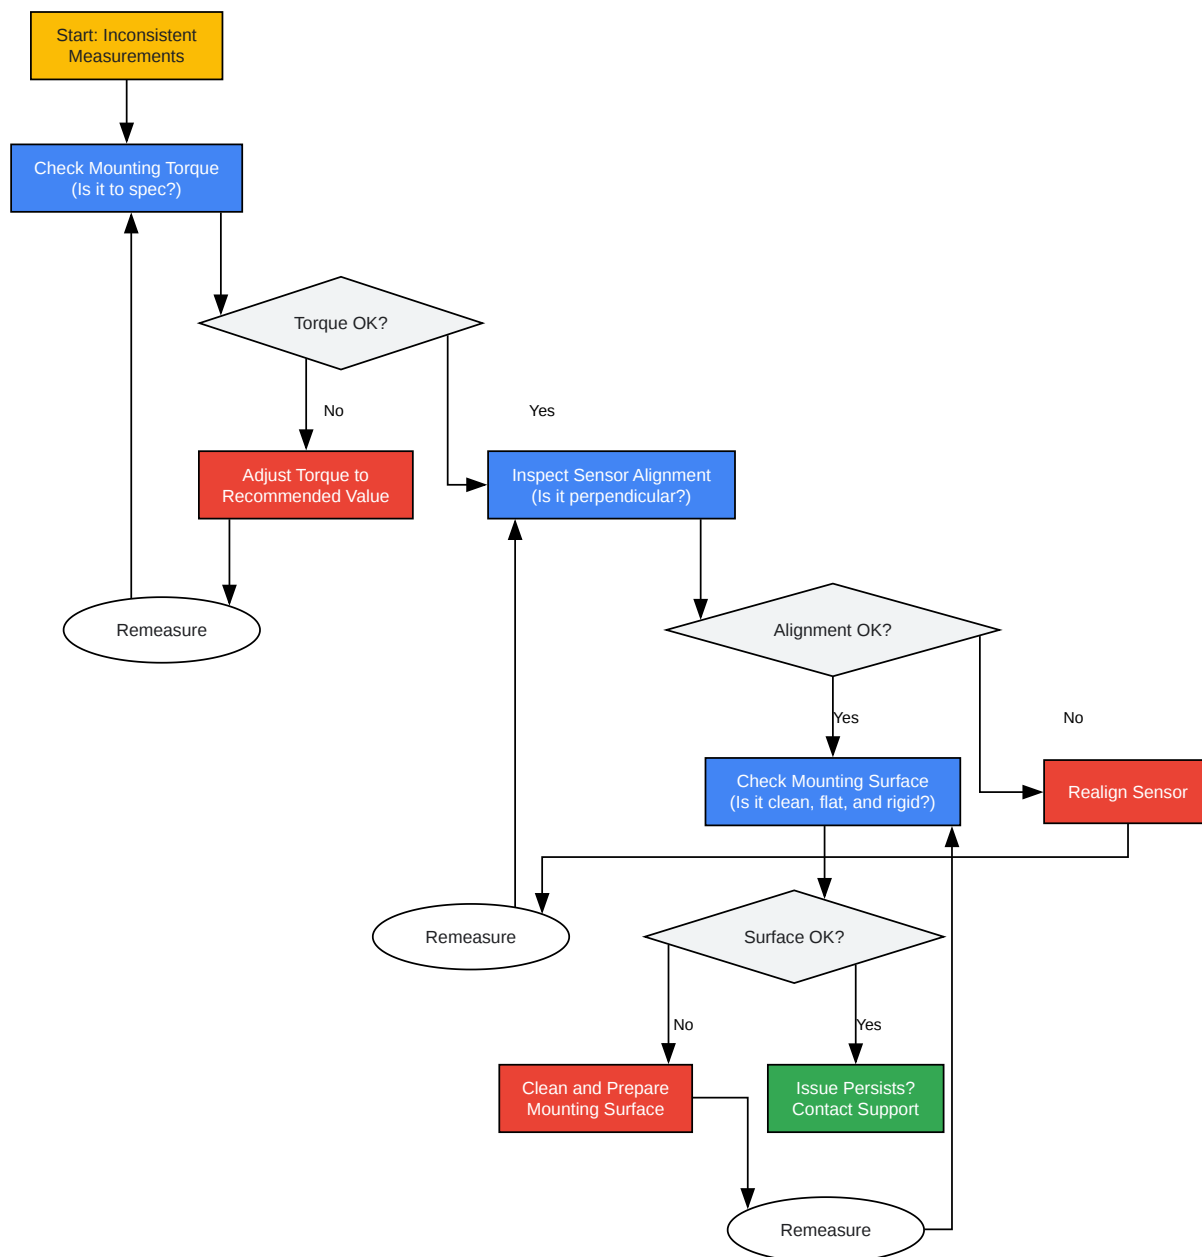 Start: Inconsistent
Measurements
Check Mounting Torque
(Is it to spec?)
Torque OK?
No
Yes
Adjust Torque to
Recommended Value
Inspect Sensor Alignment
(Is it perpendicular?)
Remeasure
Alignment OK?
Yes
No
Check Mounting Surface
(Is it clean, flat, and rigid?)
Realign Sensor
Remeasure
Surface OK?
No
Yes
Clean and Prepare
Mounting Surface
Issue Persists?
Contact Support
Remeasure